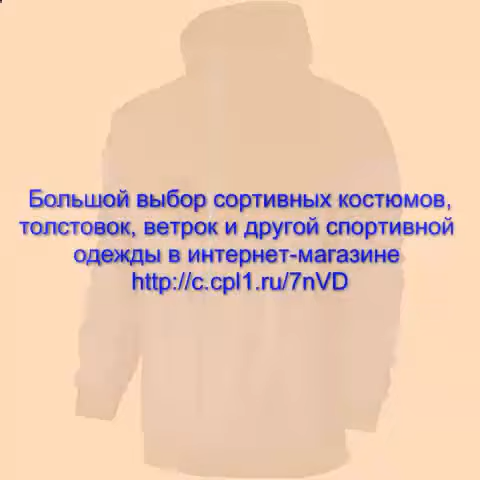 Большой выбор сортивных костюмов,
толстовок, ветрок и другой спортивной
одежды в интернет-магазине
http://c.cpl1.ru/7nVD